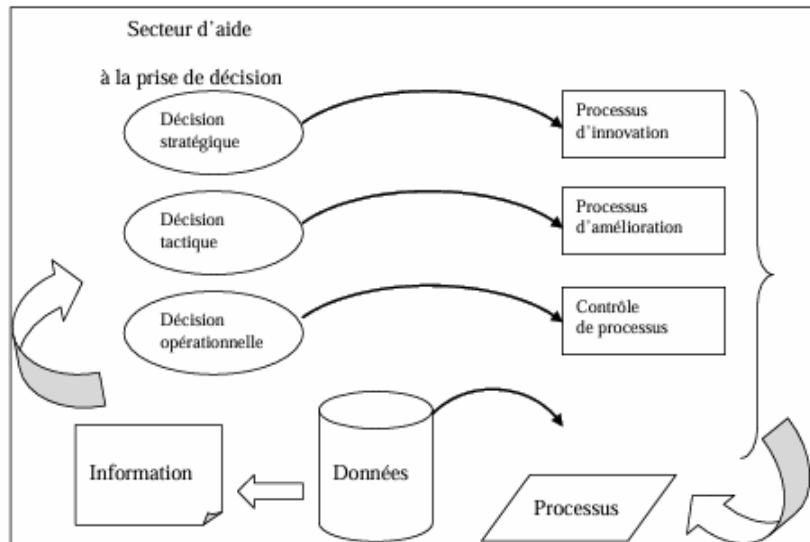 Secteur d'aide
à la prise de décision
Décision
stratégique
Processus
d'innovation
Décision
tactique
Processus
d'amélioration
Décision
opérationnelle
Contrôle
de processus
Information
Données
Processus